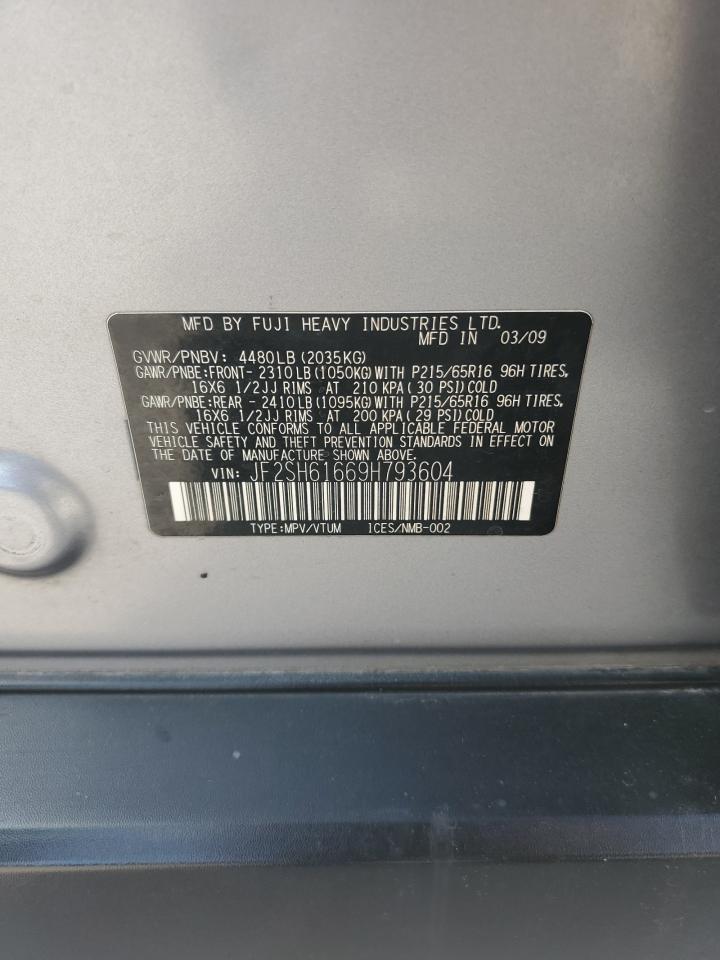 MFD BY FUJI HEAVY INDUSTRIES LTD.
MFD IN 03/09
GVWR/PNBV: 4480LB(2035KG)
GAWR/PNBE:FRONT- 2310LB(1050KG)WITH P215/65R16 96H TIRES,
16X6 1/2JJ RIMS AT 210 KPA(30 PSI)COLD
GAWR/PNBE:REAR - 2410LB(1095KG)WITH P215/65R16 96H TIRES,
16X6 1/2JJ RIMS AT 200 KPA(29 PSI)COLD
THIS VEHICLE CONFORMS TO ALL APPLICABLE FEDERAL MOTOR
VEHICLE SAFETY AND THEFT PREVENTION STANDARDS IN EFFECT ON
THE DATE OF MANUFACTURE SHOWN ABOVE.
VIN: JF2SH61669H793604
TYPE:MPV/VTUM ICES/NMB-002